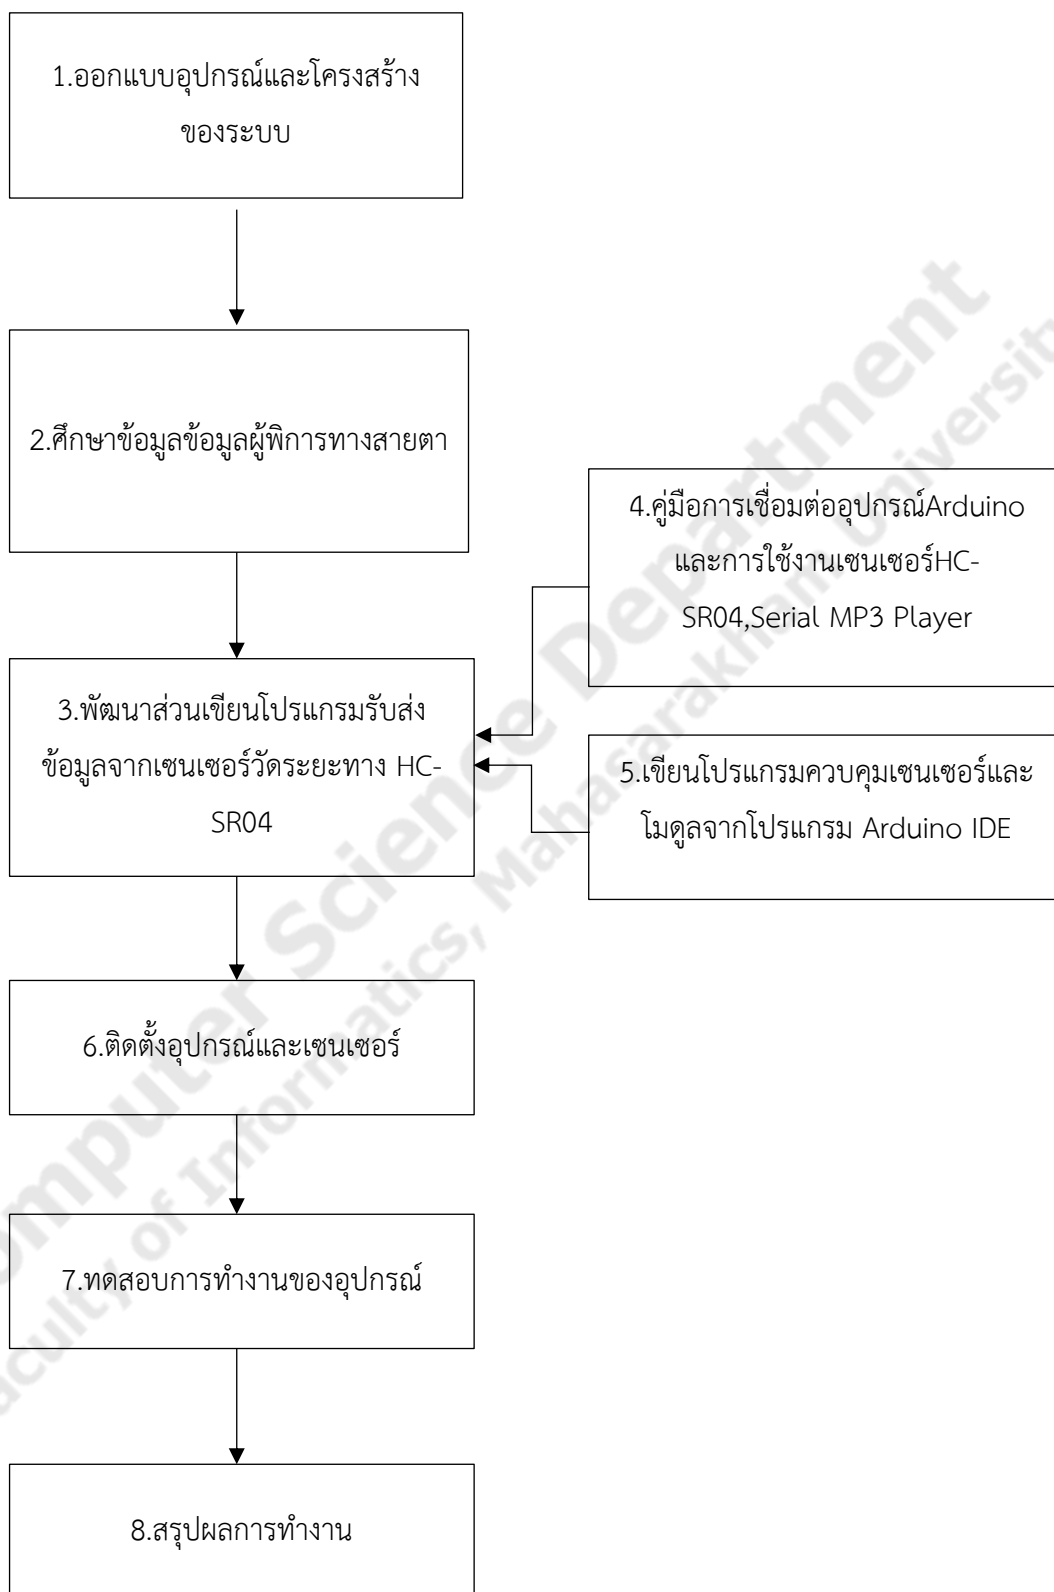 1.ออกแบบอุปกรณ์และโครงสร้าง
ของระบบ
2.ศึกษาข้อมูลข้อมูลผู้พิการทางสายตา
4.คู่มือการเชื่อมต่ออุปกรณ์Arduino
และการใช้งานเซนเซอร์HC-
SR04,Serial MP3 Player
3.พัฒนาส่วนเขียนโปรแกรมรับส่ง
ข้อมูลจากเซนเซอร์วัดระยะทาง HC-
SR04
5.เขียนโปรแกรมควบคุมเซนเซอร์และ
โมดูลจากโปรแกรม Arduino IDE
6.ติดตั้งอุปกรณ์และเซนเซอร์
7.ทดสอบการทำงานของอุปกรณ์
8.สรุปผลการทำงาน
omputer Science Department
aculty of Informatics, Mahasarakham Universit